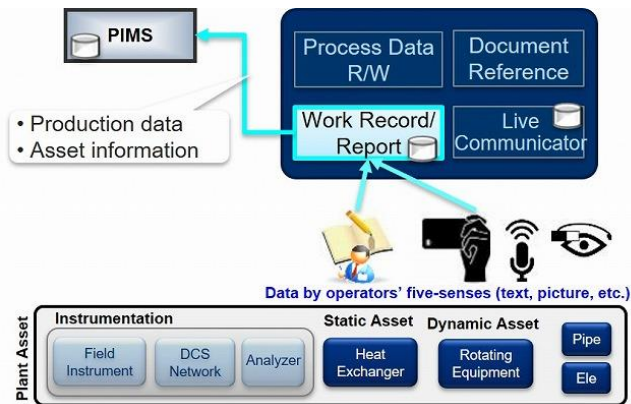 PIMS
Process Data
R/W
Document
Reference
• Production data
• Asset information
Work Record/
Report
Live
Communicator
Data by operators' five-senses (text, picture, etc.)
Plant Asset
Instrumentation
Static Asset
Dynamic Asset
Field
Instrument
DCS
Network
Analyzer
Heat
Exchanger
Rotating
Equipment
Pipe
Ele